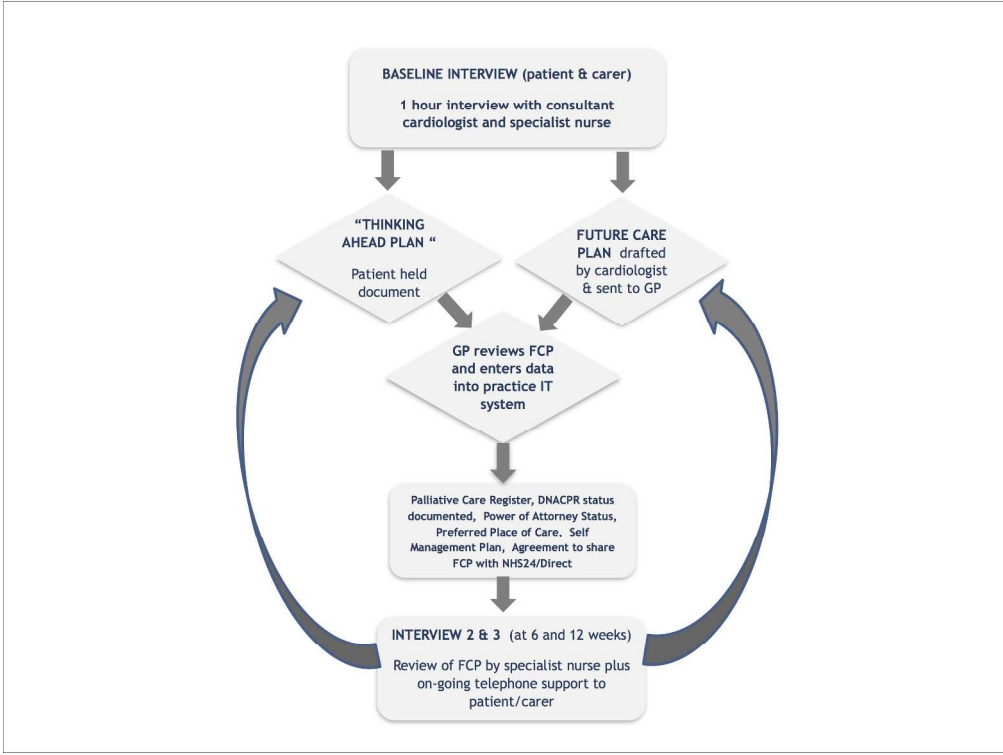 BASELINE INTERVIEW (patient & carer)
1 hour interview with consultant
cardiologist and specialist nurse
“THINKING
AHEAD PLAN “
Patient held
document
FUTURE CARE
PLAN drafted
by cardiologist
& sent to GP
GP reviews FCP
and enters data
into practice IT
system
Palliative Care Register, DNACPR status
documented, Power of Attorney Status,
Preferred Place of Care. Self
Management Plan, Agreement to share
FCP with NHS24/Direct
INTERVIEW 2 & 3 (at 6 and 12 weeks)
Review of FCP by specialist nurse plus
on-going telephone support to
patient/carer